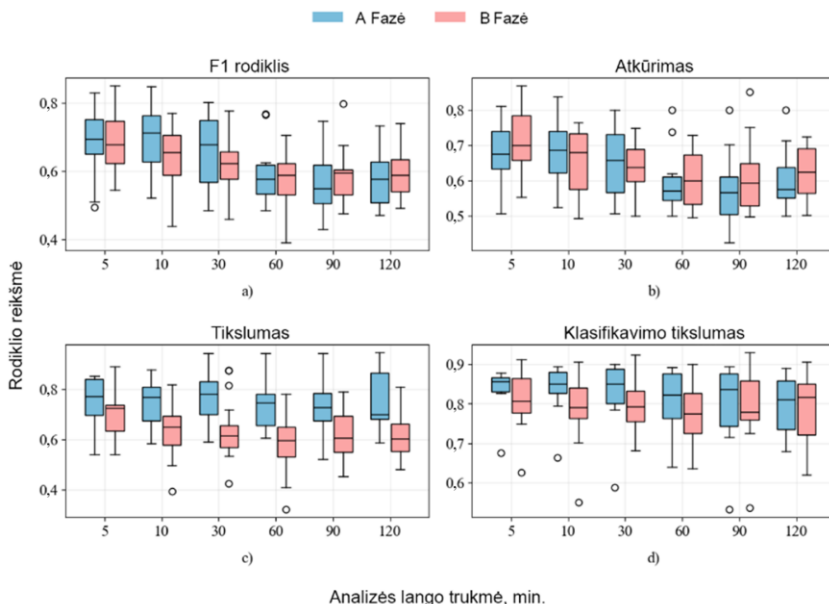 A Fazė B Fazė
F1 rodiklis
Atkūrimas
0,8
0,6
0,4
5 10 30 60 90 120
a)
0,8
0,7
0,6
0,5
5 10 30 60 90 120
b)
Rodiklio reikšmė
Tikslumas
Klasifikavimo tikslumas
0,8
0,6
0,4
5 10 30 60 90 120
c)
0,9
0,8
0,7
0,6
5 10 30 60 90 120
d)
Analizės lango trukmė, min.